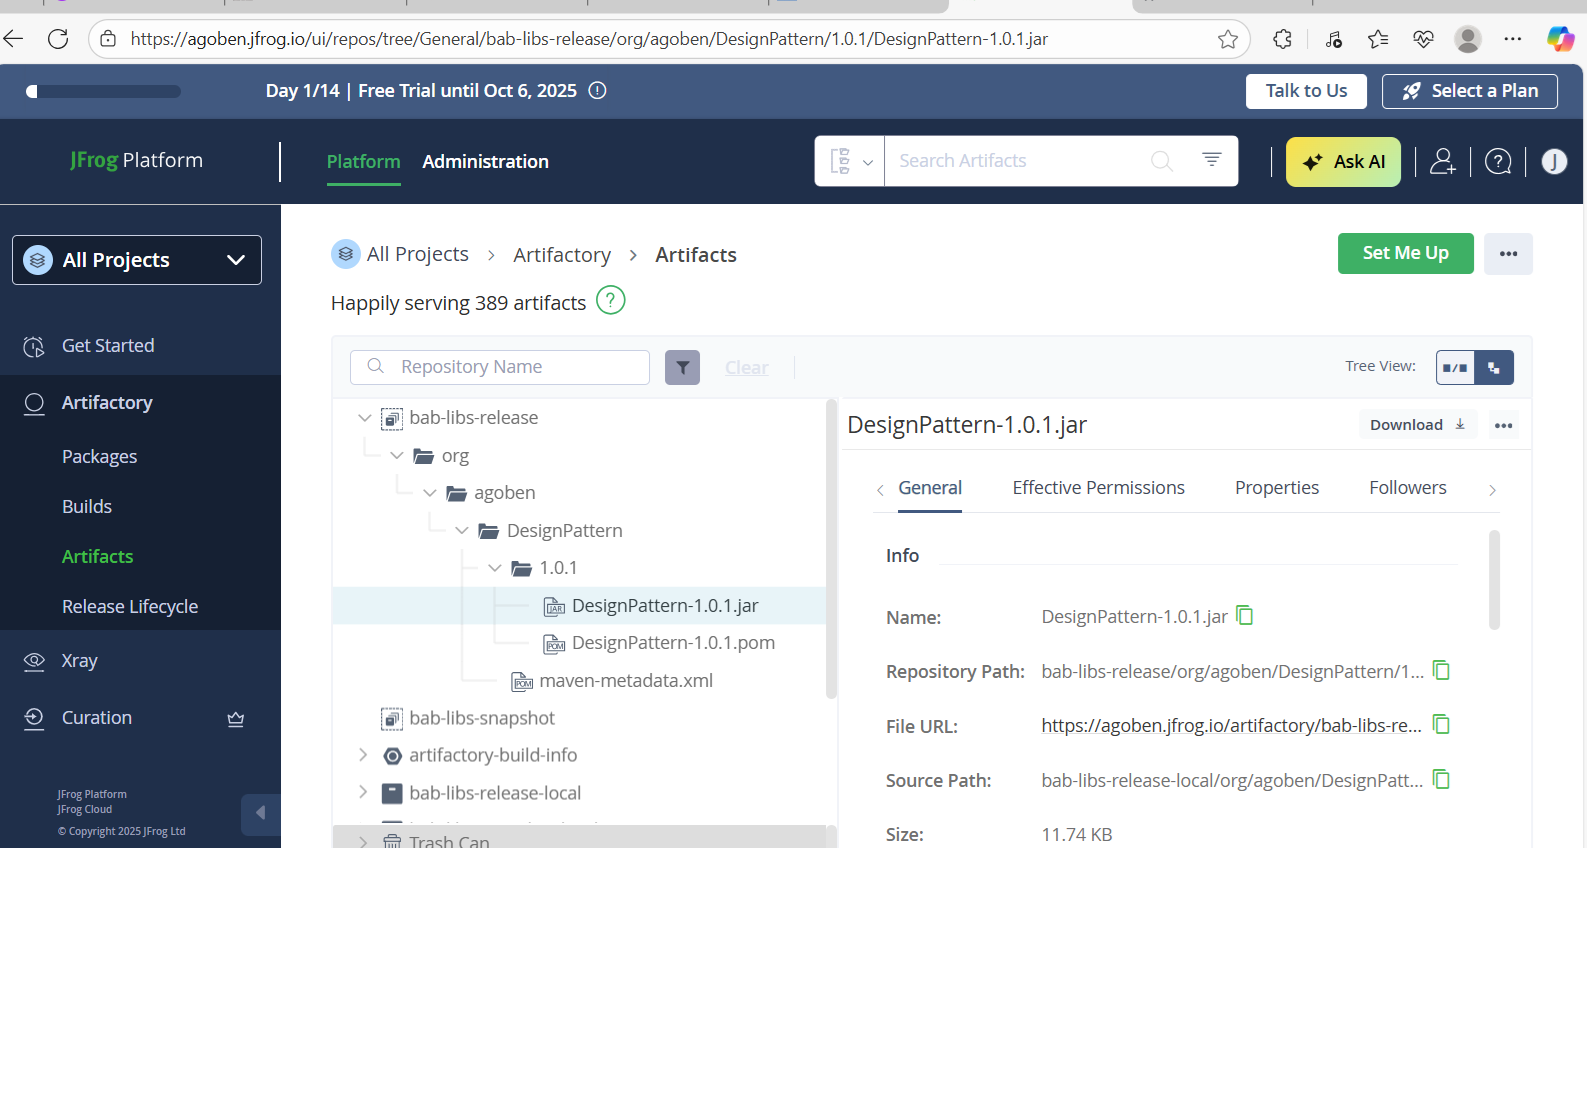 https://agoben.jfrog.io/ui/repos/tree/General/bab-libs-release/org/agoben/DesignPattern/1.0.1/DesignPattern-1.0.1.jar
Day 1/14 | Free Trial until Oct 6, 2025
Talk to Us
Select a Plan
JFrog Platform
Platform
Administration
Search Artifacts
Ask AI
J
All Projects
Get Started
Artifactory
Packages
Builds
Artifacts
Release Lifecycle
Xray
Curation
JFrog Platform
JFrog Cloud
© Copyright 2025 JFrog Ltd
All Projects > Artifactory > Artifacts
Set Me Up
Happily serving 389 artifacts
Repository Name
Clear
Tree View:
bab-libs-release
org
agoben
DesignPattern
1.0.1
JAR DesignPattern-1.0.1.jar
POM DesignPattern-1.0.1.pom
POM maven-metadata.xml
bab-libs-snapshot
artifactory-build-info
bab-libs-release-local
Trash Can
DesignPattern-1.0.1.jar
Download
General
Effective Permissions
Properties
Followers
Info
Name: DesignPattern-1.0.1.jar
Repository Path: bab-libs-release/org/agoben/DesignPattern/1...
File URL: https://agoben.jfrog.io/artifactory/bab-libs-re...
Source Path: bab-libs-release-local/org/agoben/DesignPatt...
Size: 11.74 KB